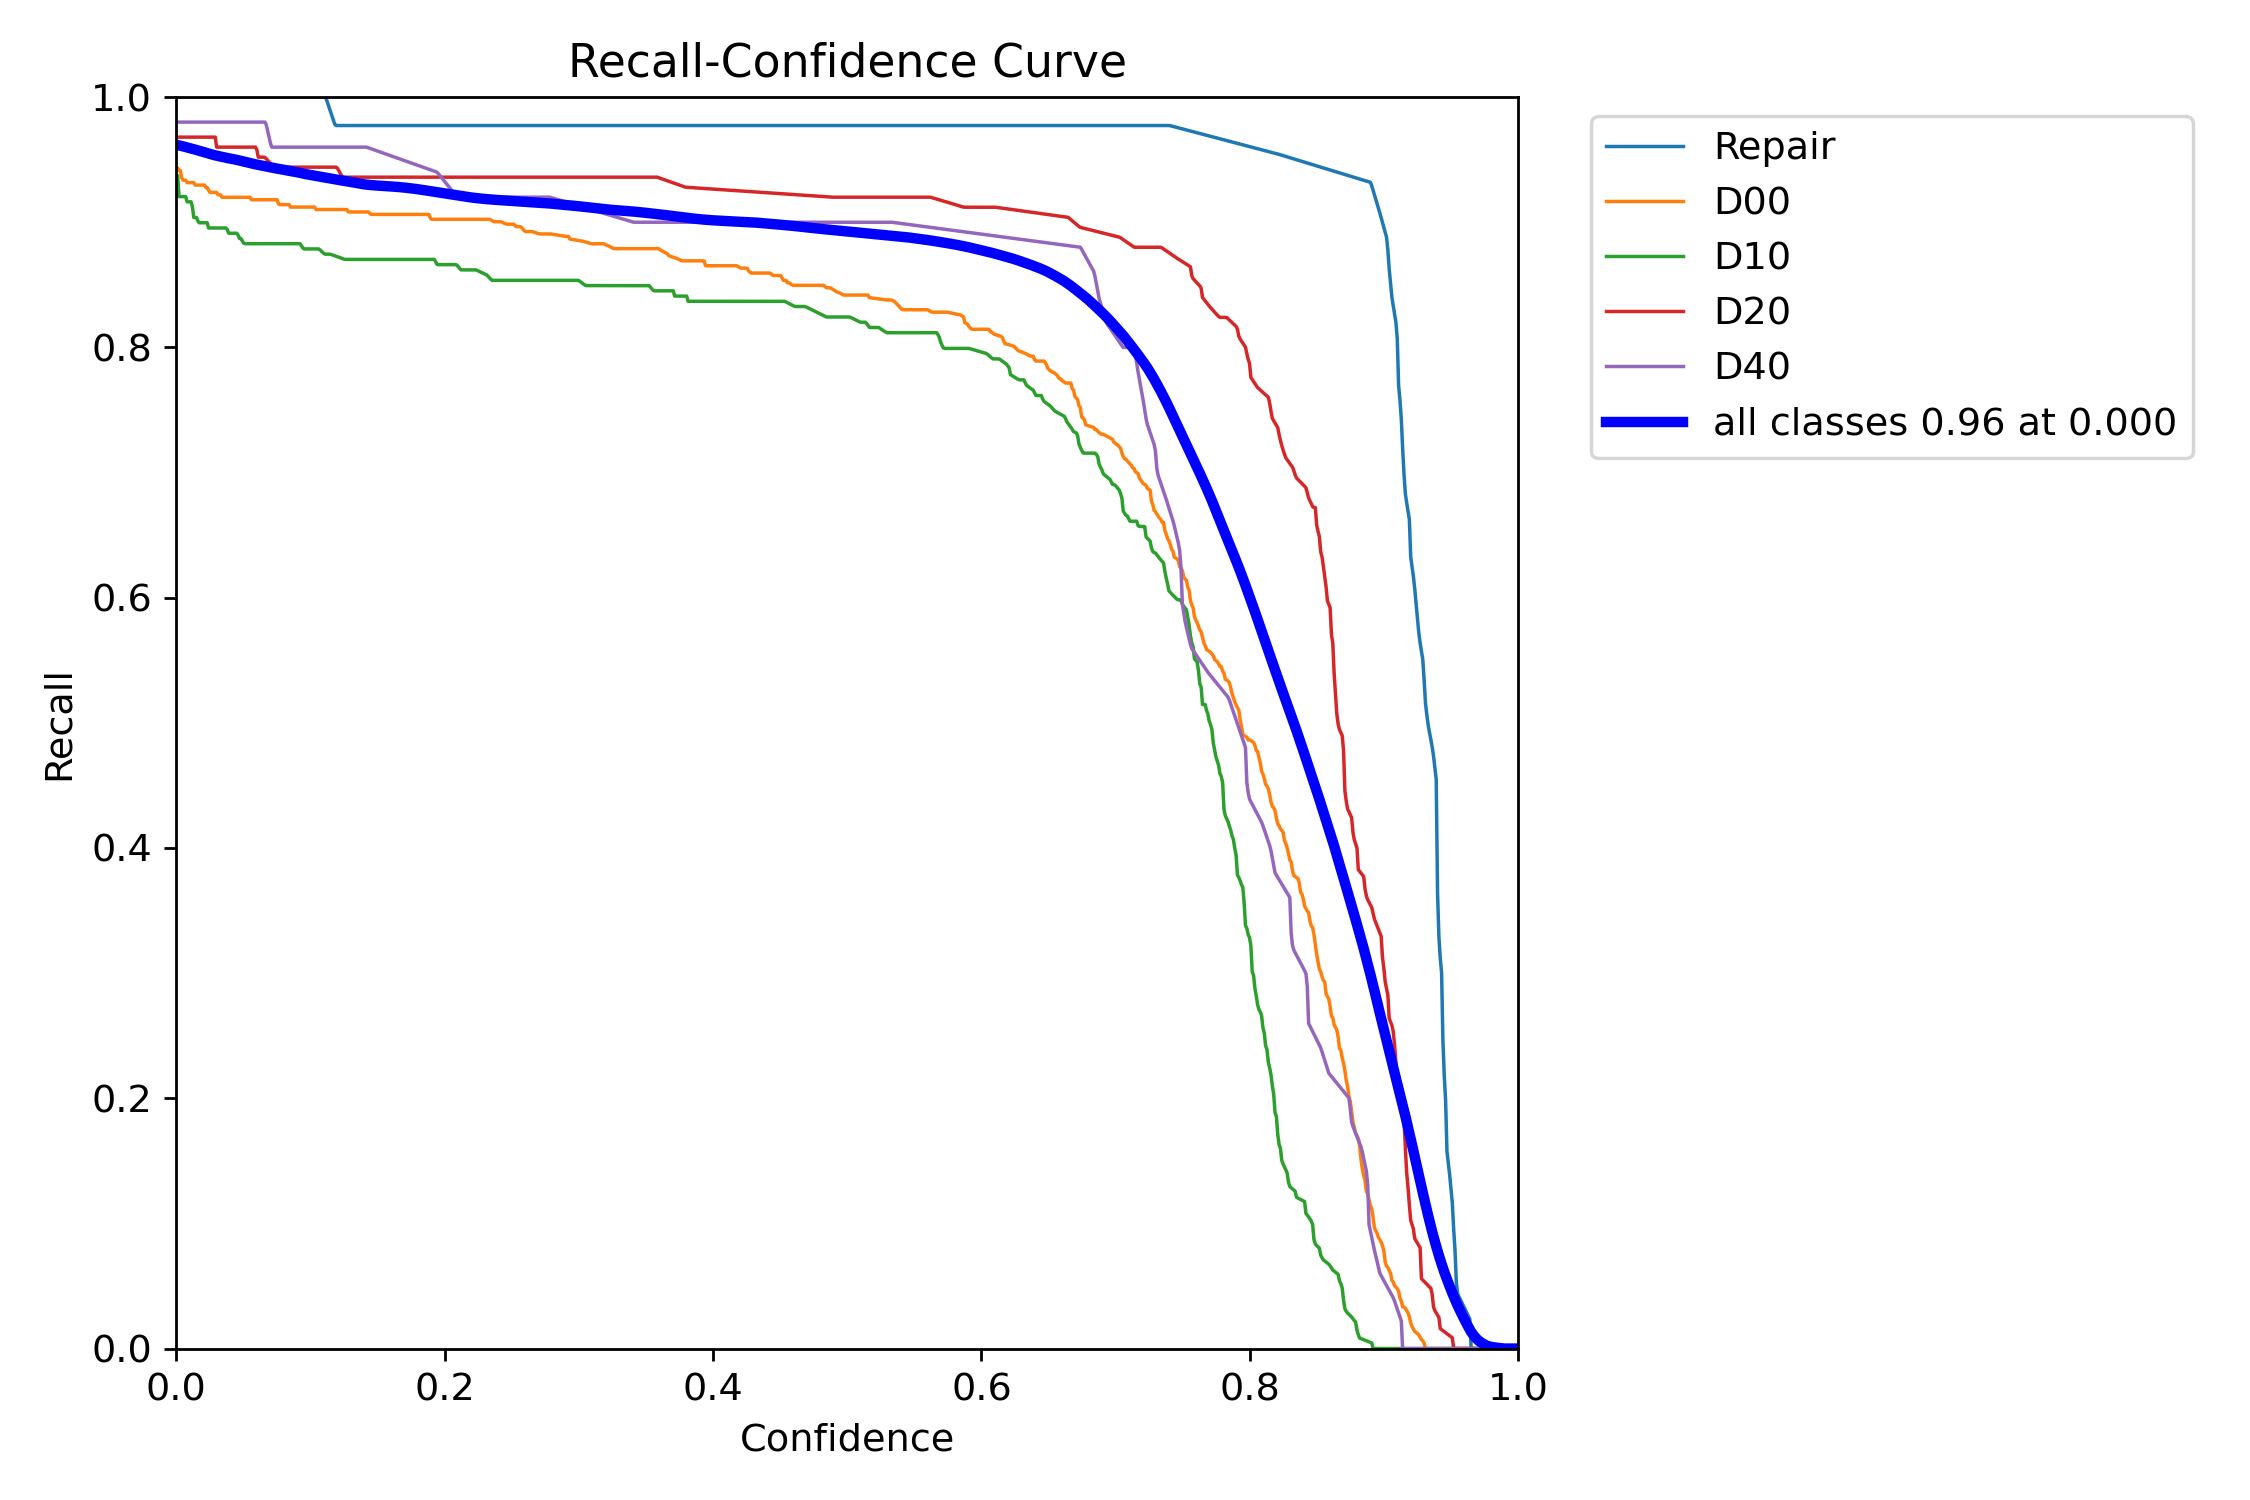 Recall-Confidence Curve
1.0
0.8
0.6
0.4
0.2
0.0
Recall
0.0 0.2 0.4 0.6 0.8 1.0
Confidence
Repair
D00
D10
D20
D40
all classes 0.96 at 0.000